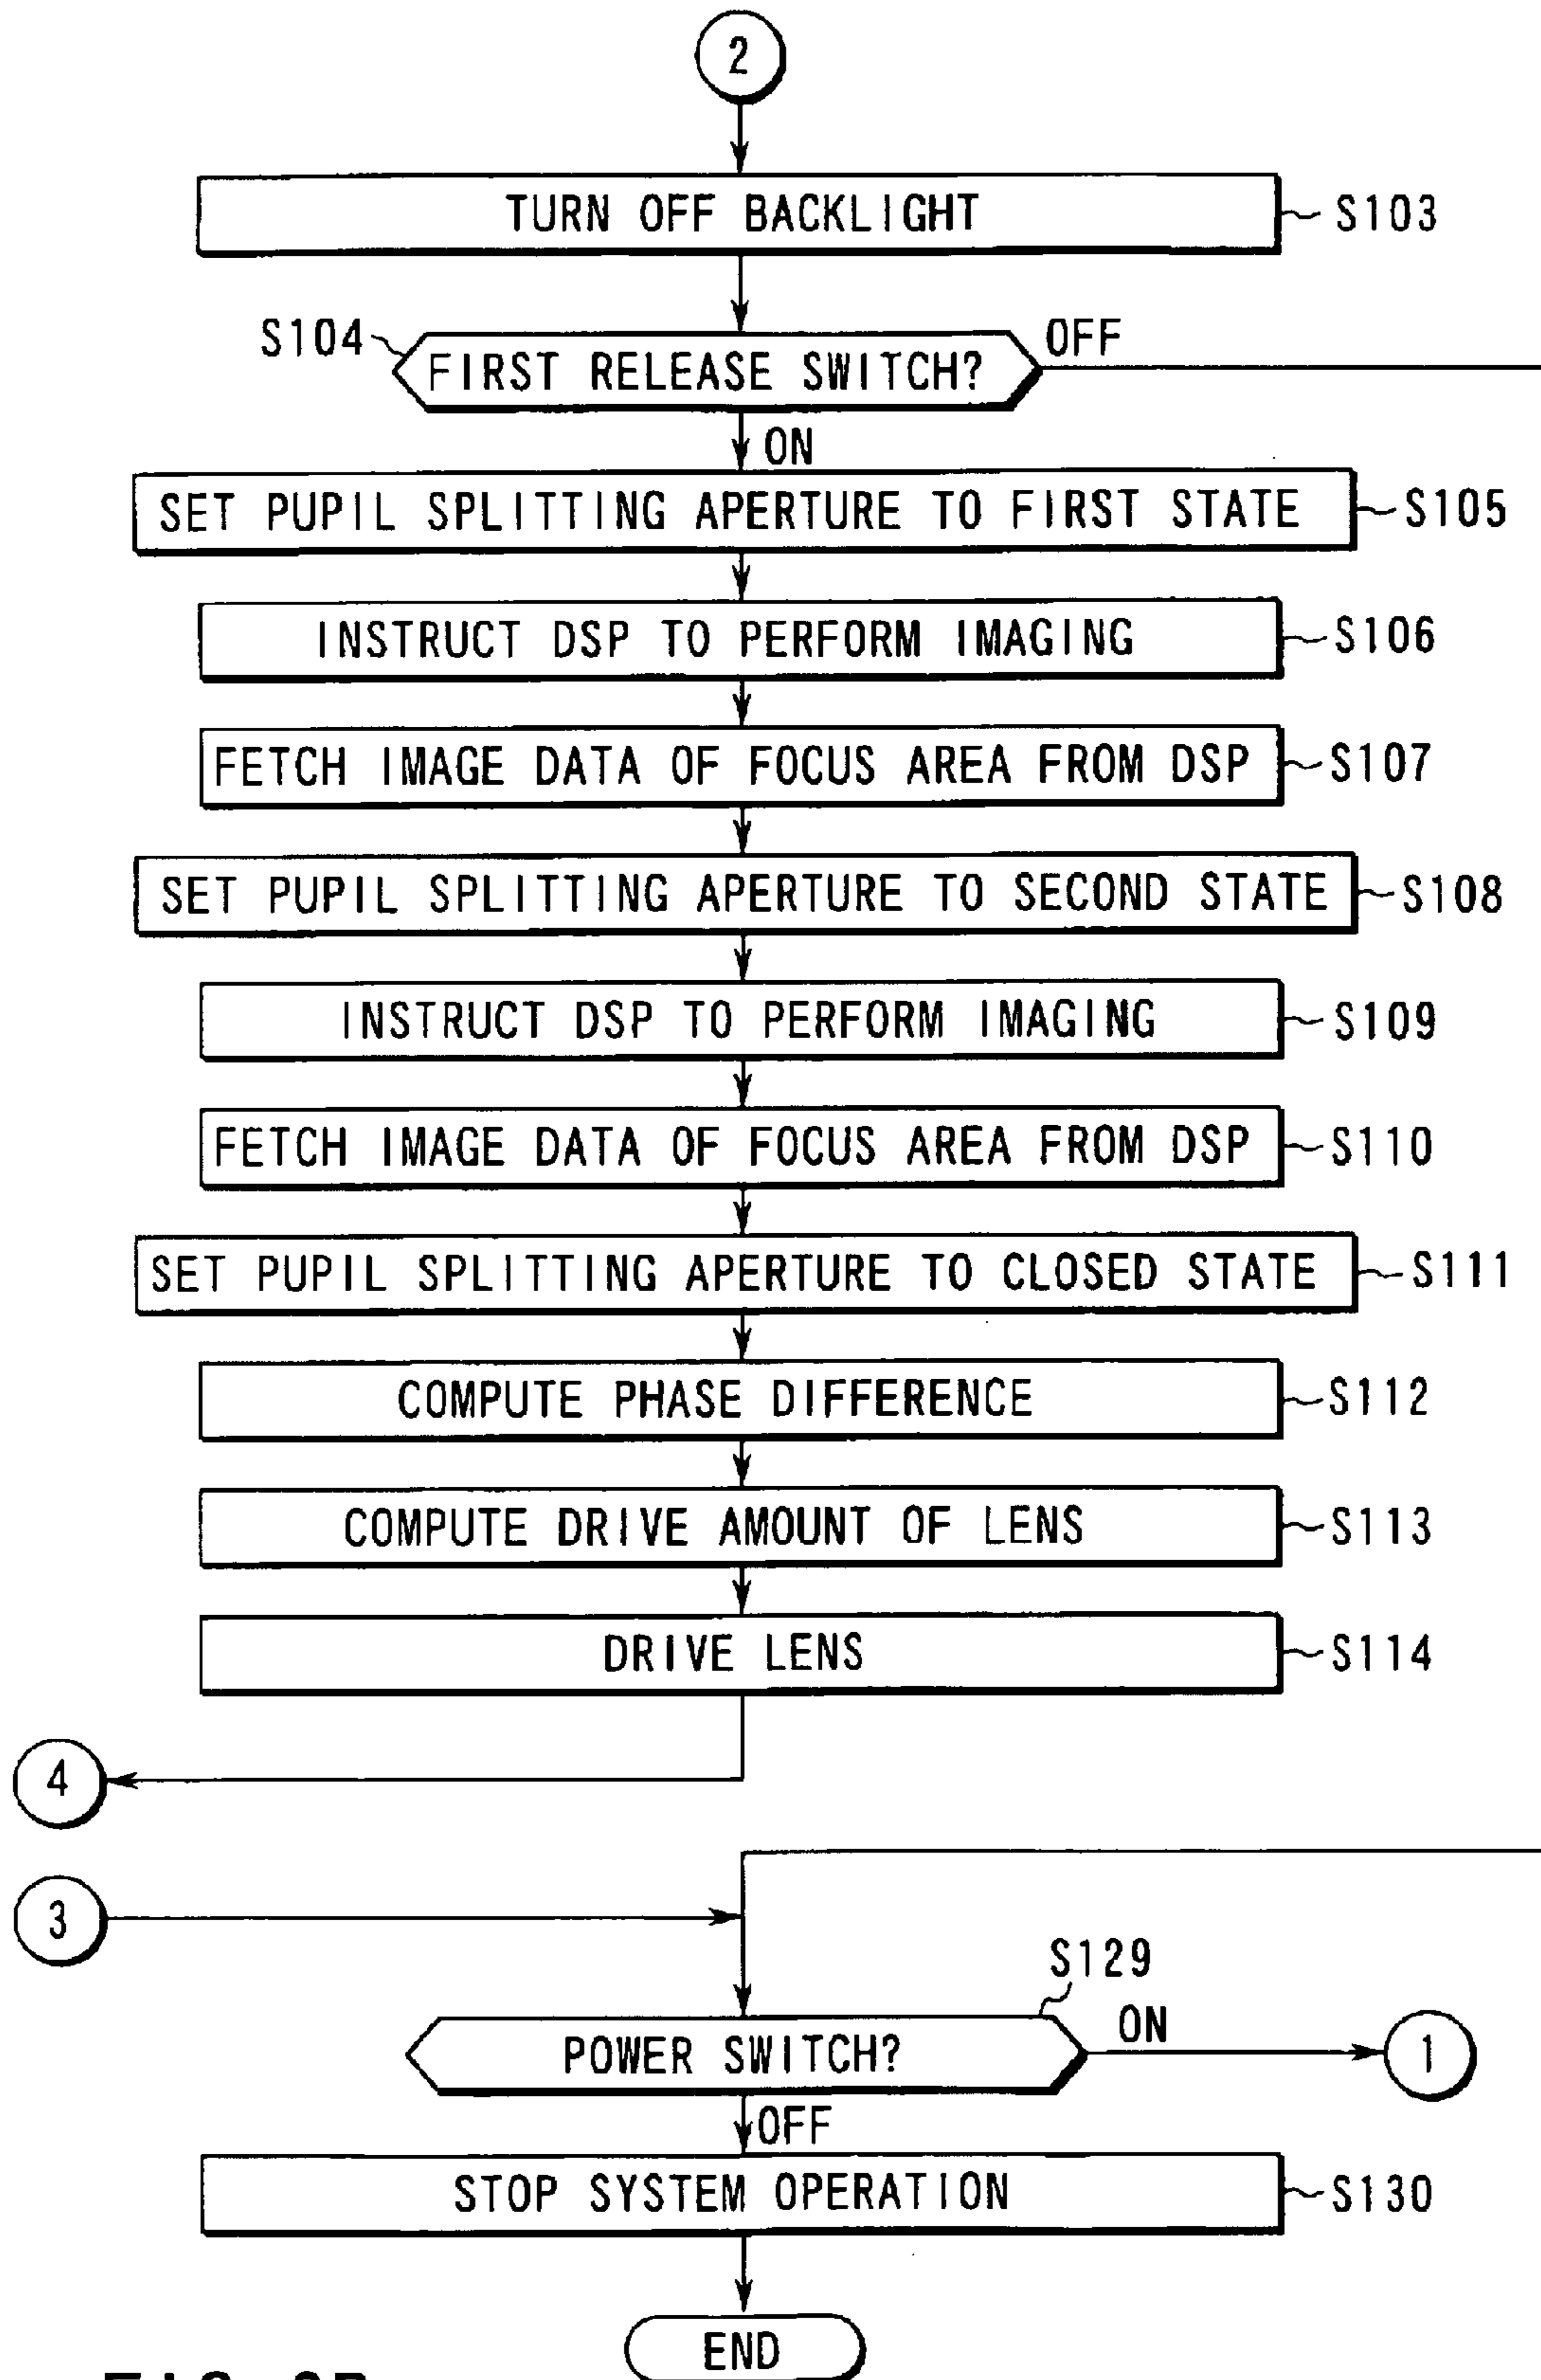 2
TURN OFF BACKLIGHT
S103
S104
FIRST RELEASE SWITCH?
OFF
ON
SET PUPIL SPLITTING APERTURE TO FIRST STATE
S105
INSTRUCT DSP TO PERFORM IMAGING
S106
FETCH IMAGE DATA OF FOCUS AREA FROM DSP
S107
SET PUPIL SPLITTING APERTURE TO SECOND STATE
S108
INSTRUCT DSP TO PERFORM IMAGING
S109
FETCH IMAGE DATA OF FOCUS AREA FROM DSP
S110
SET PUPIL SPLITTING APERTURE TO CLOSED STATE
S111
COMPUTE PHASE DIFFERENCE
S112
COMPUTE DRIVE AMOUNT OF LENS
S113
DRIVE LENS
S114
4
3
S129
POWER SWITCH?
ON
1
OFF
STOP SYSTEM OPERATION
S130
END